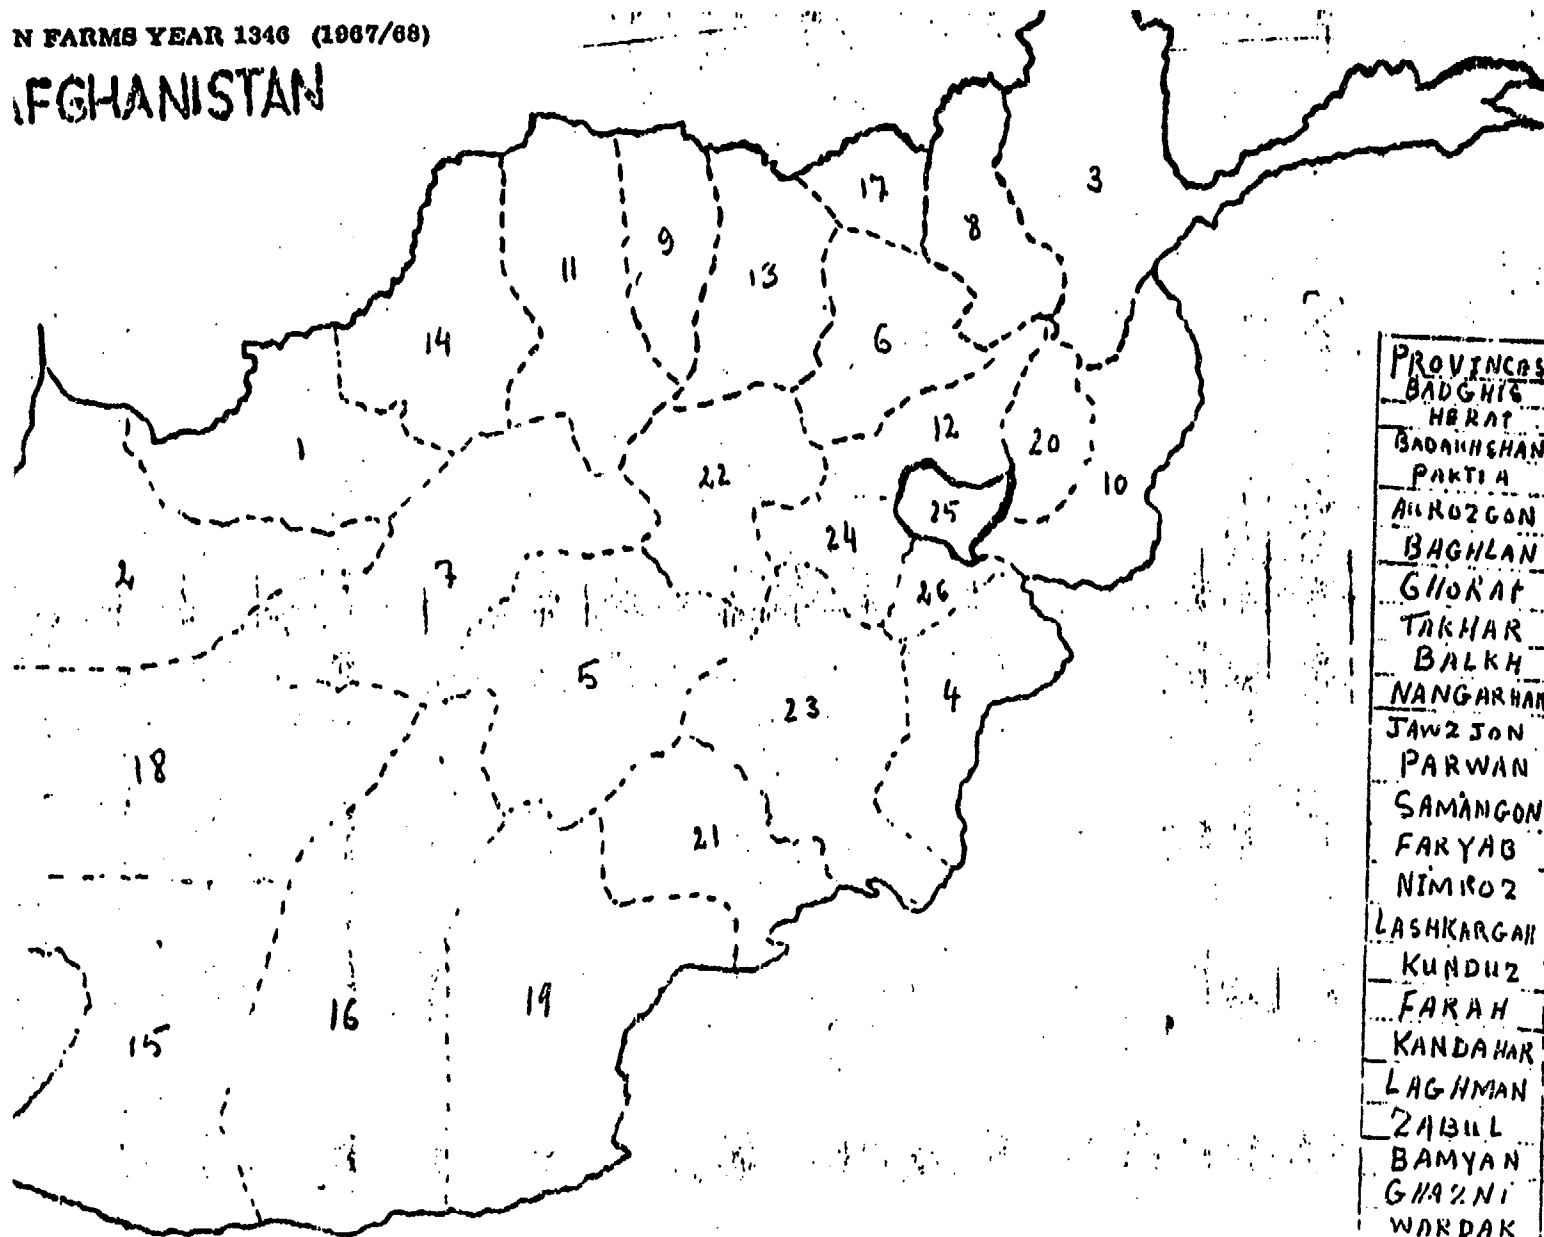 N FARMS YEAR 1346 (1967/68)
AFGHANISTAN
17
3
8
9
11
13
14
6
1
12
20
10
22
25
24
2
7
26
5
4
23
18
21
19
16
15
PROVINCES
BADGHIS
HERAT
BADAKHSHAN
PAKTIA
AUROZGON
BAGHLAN
GHORAT
TAKHAR
BALKH
NANGARHAR
JAWZJON
PARWAN
SAMANGON
FARYAB
NIMROZ
LASHKARGAH
KUNDUZ
FARAH
KANDAHAR
LAGHMAN
ZABUL
BAMYAN
GHAZNI
WARDAK